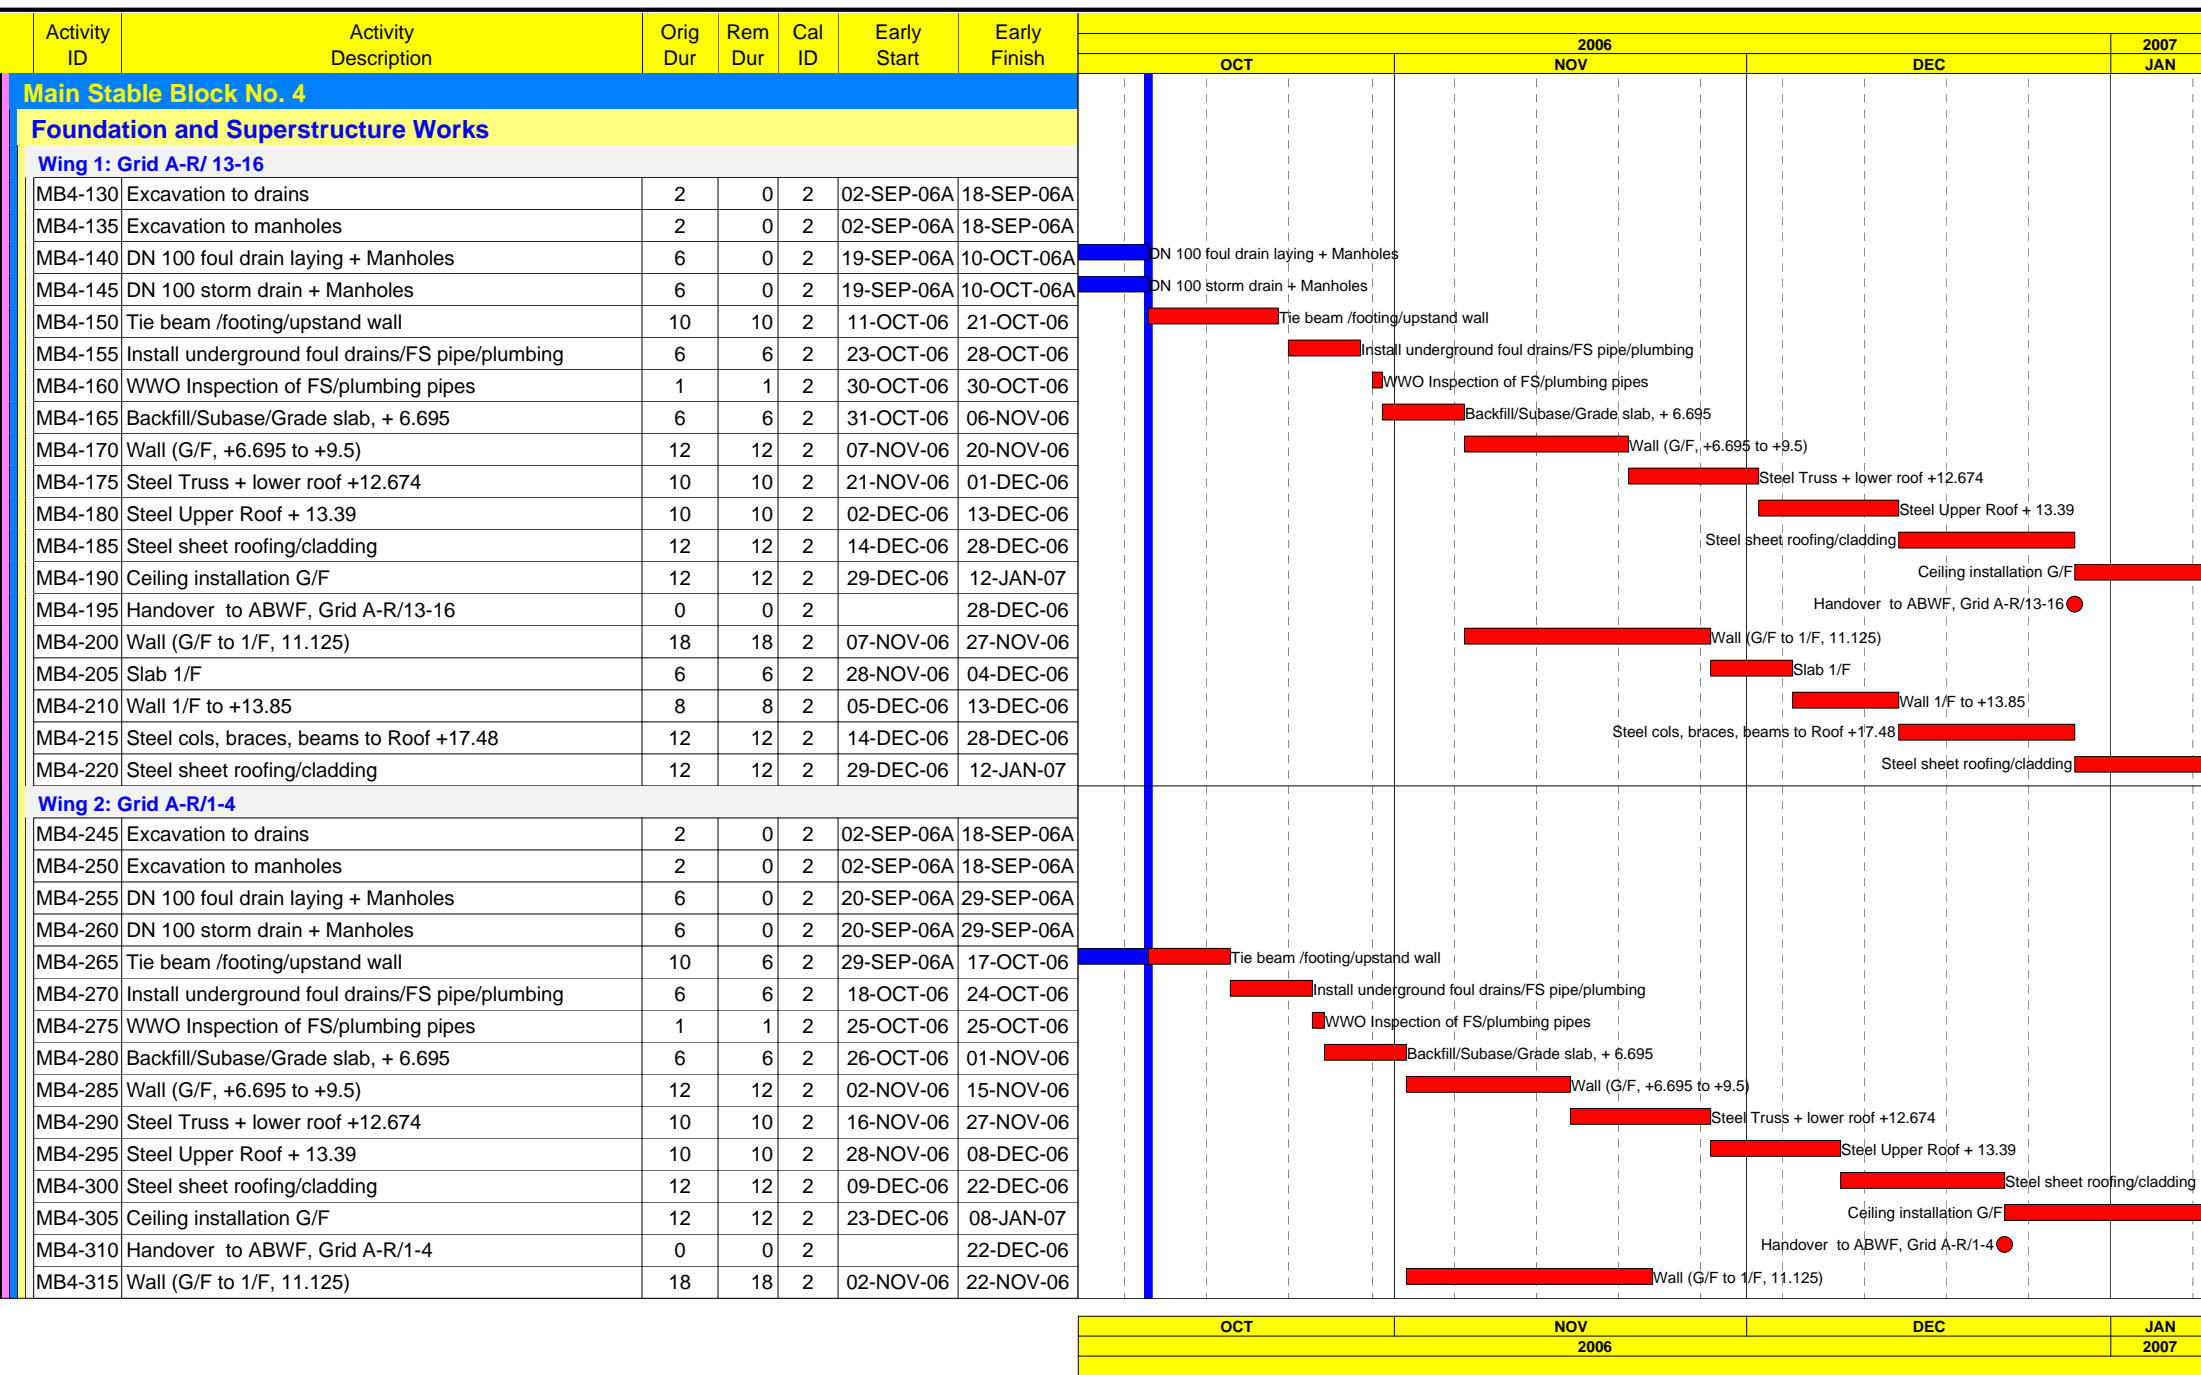 Activity ID Activity Description Orig Dur Rem Dur Cal ID Early Start Early Finish
2006 2007
OCT NOV DEC JAN
Main Stable Block No. 4
Foundation and Superstructure Works
Wing 1: Grid A-R/ 13-16
MB4-130 Excavation to drains 2 0 2 02-SEP-06A 18-SEP-06A
MB4-135 Excavation to manholes 2 0 2 02-SEP-06A 18-SEP-06A
MB4-140 DN 100 foul drain laying + Manholes 6 0 2 19-SEP-06A 10-OCT-06A DN 100 foul drain laying + Manholes
MB4-145 DN 100 storm drain + Manholes 6 0 2 19-SEP-06A 10-OCT-06A DN 100 storm drain + Manholes
MB4-150 Tie beam /footing/upstand wall 10 10 2 11-OCT-06 21-OCT-06 Tie beam /footing/upstand wall
MB4-155 Install underground foul drains/FS pipe/plumbing 6 6 2 23-OCT-06 28-OCT-06 Install underground foul drains/FS pipe/plumbing
MB4-160 WWO Inspection of FS/plumbing pipes 1 1 2 30-OCT-06 30-OCT-06 WWO Inspection of FS/plumbing pipes
MB4-165 Backfill/Subase/Grade slab, + 6.695 6 6 2 31-OCT-06 06-NOV-06 Backfill/Subase/Grade slab, + 6.695
MB4-170 Wall (G/F, +6.695 to +9.5) 12 12 2 07-NOV-06 20-NOV-06 Wall (G/F, +6.695 to +9.5)
MB4-175 Steel Truss + lower roof +12.674 10 10 2 21-NOV-06 01-DEC-06 Steel Truss + lower roof +12.674
MB4-180 Steel Upper Roof + 13.39 10 10 2 02-DEC-06 13-DEC-06 Steel Upper Roof + 13.39
MB4-185 Steel sheet roofing/cladding 12 12 2 14-DEC-06 28-DEC-06 Steel sheet roofing/cladding
MB4-190 Ceiling installation G/F 12 12 2 29-DEC-06 12-JAN-07 Ceiling installation G/F
MB4-195 Handover to ABWF, Grid A-R/13-16 0 0 2 28-DEC-06 Handover to ABWF, Grid A-R/13-16
MB4-200 Wall (G/F to 1/F, 11.125) 18 18 2 07-NOV-06 27-NOV-06 Wall (G/F to 1/F, 11.125)
MB4-205 Slab 1/F 6 6 2 28-NOV-06 04-DEC-06 Slab 1/F
MB4-210 Wall 1/F to +13.85 8 8 2 05-DEC-06 13-DEC-06 Wall 1/F to +13.85
MB4-215 Steel cols, braces, beams to Roof +17.48 12 12 2 14-DEC-06 28-DEC-06 Steel cols, braces, beams to Roof +17.48
MB4-220 Steel sheet roofing/cladding 12 12 2 29-DEC-06 12-JAN-07 Steel sheet roofing/cladding
Wing 2: Grid A-R/1-4
MB4-245 Excavation to drains 2 0 2 02-SEP-06A 18-SEP-06A
MB4-250 Excavation to manholes 2 0 2 02-SEP-06A 18-SEP-06A
MB4-255 DN 100 foul drain laying + Manholes 6 0 2 20-SEP-06A 29-SEP-06A
MB4-260 DN 100 storm drain + Manholes 6 0 2 20-SEP-06A 29-SEP-06A
MB4-265 Tie beam /footing/upstand wall 10 6 2 29-SEP-06A 17-OCT-06 Tie beam /footing/upstand wall
MB4-270 Install underground foul drains/FS pipe/plumbing 6 6 2 18-OCT-06 24-OCT-06 Install underground foul drains/FS pipe/plumbing
MB4-275 WWO Inspection of FS/plumbing pipes 1 1 2 25-OCT-06 25-OCT-06 WWO Inspection of FS/plumbing pipes
MB4-280 Backfill/Subase/Grade slab, + 6.695 6 6 2 26-OCT-06 01-NOV-06 Backfill/Subase/Grade slab, + 6.695
MB4-285 Wall (G/F, +6.695 to +9.5) 12 12 2 02-NOV-06 15-NOV-06 Wall (G/F, +6.695 to +9.5)
MB4-290 Steel Truss + lower roof +12.674 10 10 2 16-NOV-06 27-NOV-06 Steel Truss + lower roof +12.674
MB4-295 Steel Upper Roof + 13.39 10 10 2 28-NOV-06 08-DEC-06 Steel Upper Roof + 13.39
MB4-300 Steel sheet roofing/cladding 12 12 2 09-DEC-06 22-DEC-06 Steel sheet roofing/cladding
MB4-305 Ceiling installation G/F 12 12 2 23-DEC-06 08-JAN-07 Ceiling installation G/F
MB4-310 Handover to ABWF, Grid A-R/1-4 0 0 2 22-DEC-06 Handover to ABWF, Grid A-R/1-4
MB4-315 Wall (G/F to 1/F, 11.125) 18 18 2 02-NOV-06 22-NOV-06 Wall (G/F to 1/F, 11.125)
OCT NOV DEC JAN
2006 2007